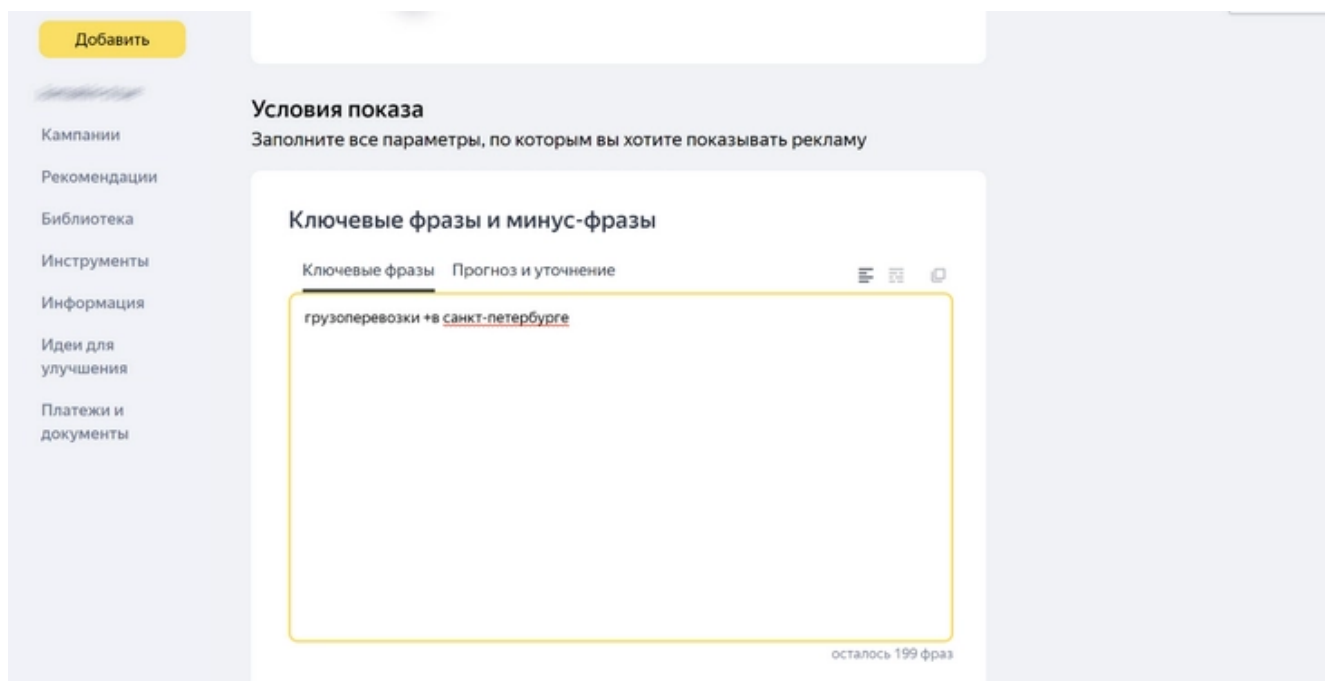 Добавить
Кампании
Рекомендации
Библиотека
Инструменты
Информация
Идеи для
улучшения
Платежи и
документы
Условия показа
Заполните все параметры, по которым вы хотите показывать рекламу
Ключевые фразы и минус-фразы
Ключевые фразы Прогноз и уточнение
грузоперевозки +в санкт-петербурге
осталось 199 фраз